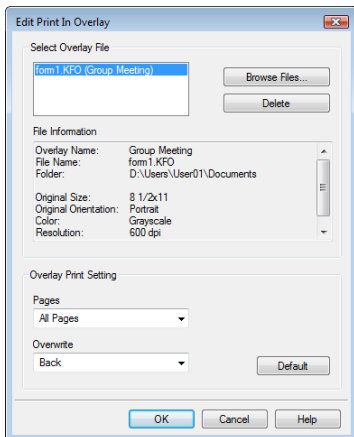 Edit Print In Overlay
Select Overlay File
form1.KFO (Group Meeting)
Browse Files...
Delete
File Information
Overlay Name: Group Meeting
File Name: form1.KFO
Folder: D:\Users\User01\Documents
Original Size: 8 1/2x11
Original Orientation: Portrait
Color: Grayscale
Resolution: 600 dpi
Overlay Print Setting
Pages
All Pages
Overwrite
Back
Default
OK Cancel Help